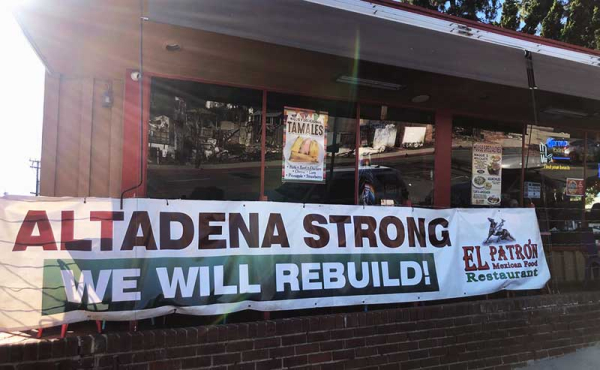 TAMALES
ALTADENA STRONG
WE WILL REBUILD!
EL PATRÓN
Mexican Food
Restaurant